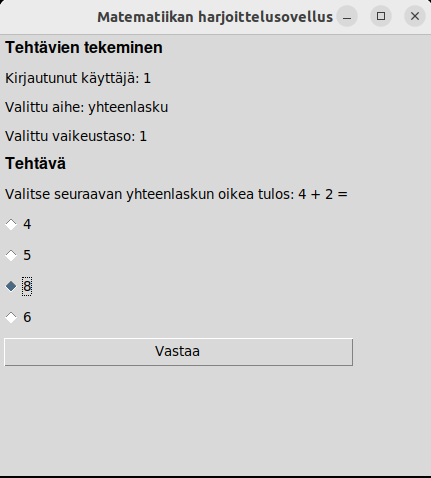 Matematiikan harjoittelusovellus
Tehtävien tekeminen
Kirjautunut käyttäjä: 1
Valittu aihe: yhteenlasku
Valittu vaikeustaso: 1
Tehtävä
Valitse seuraavan yhteenlaskun oikea tulos: 4 + 2 =
4
5
8
6
Vastaa